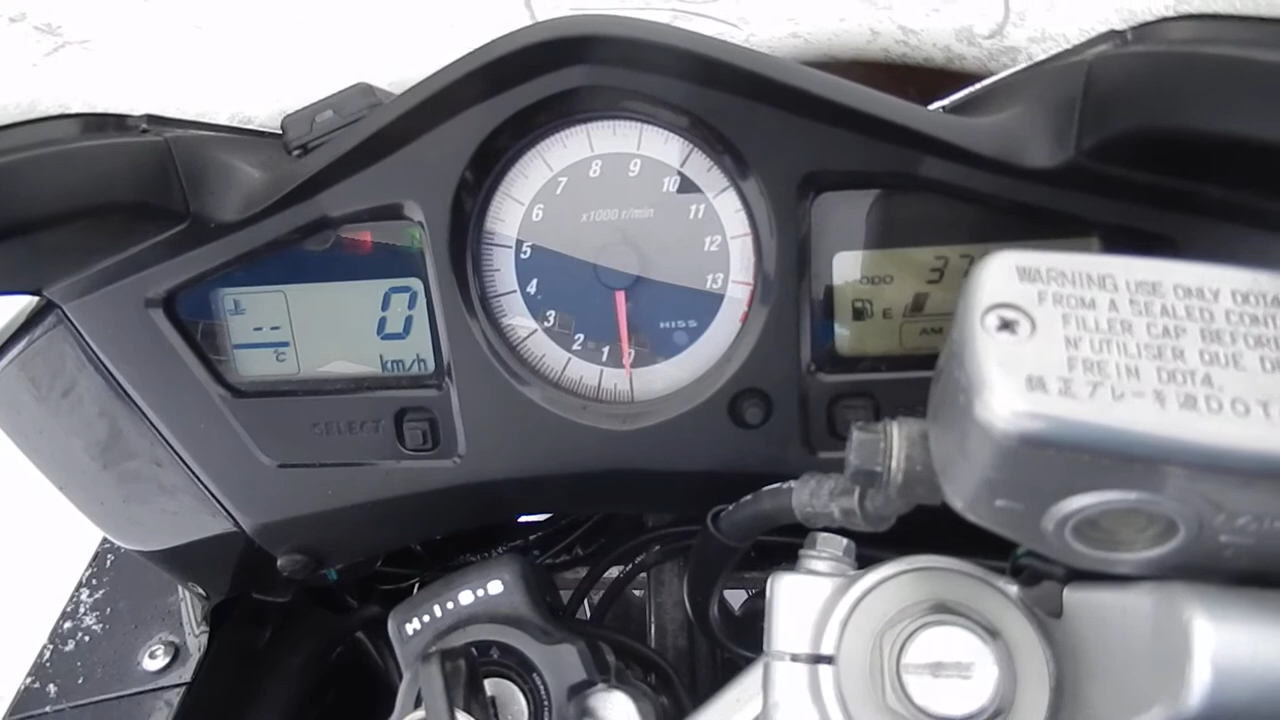 8 9
7 10
6 x1000 r/min 11
5 12
4 13
3 HISS
2 1 0
--
°C
0
km/h
SELECT
ODO 37
E
AM
WARNING USE ONLY DOT4
FROM A SEALED CONT
FILLER CAP BEFORE
N'UTILISER QUE D
FREIN DOT4.
純正ブレーキ液DOT
H.I.S.S